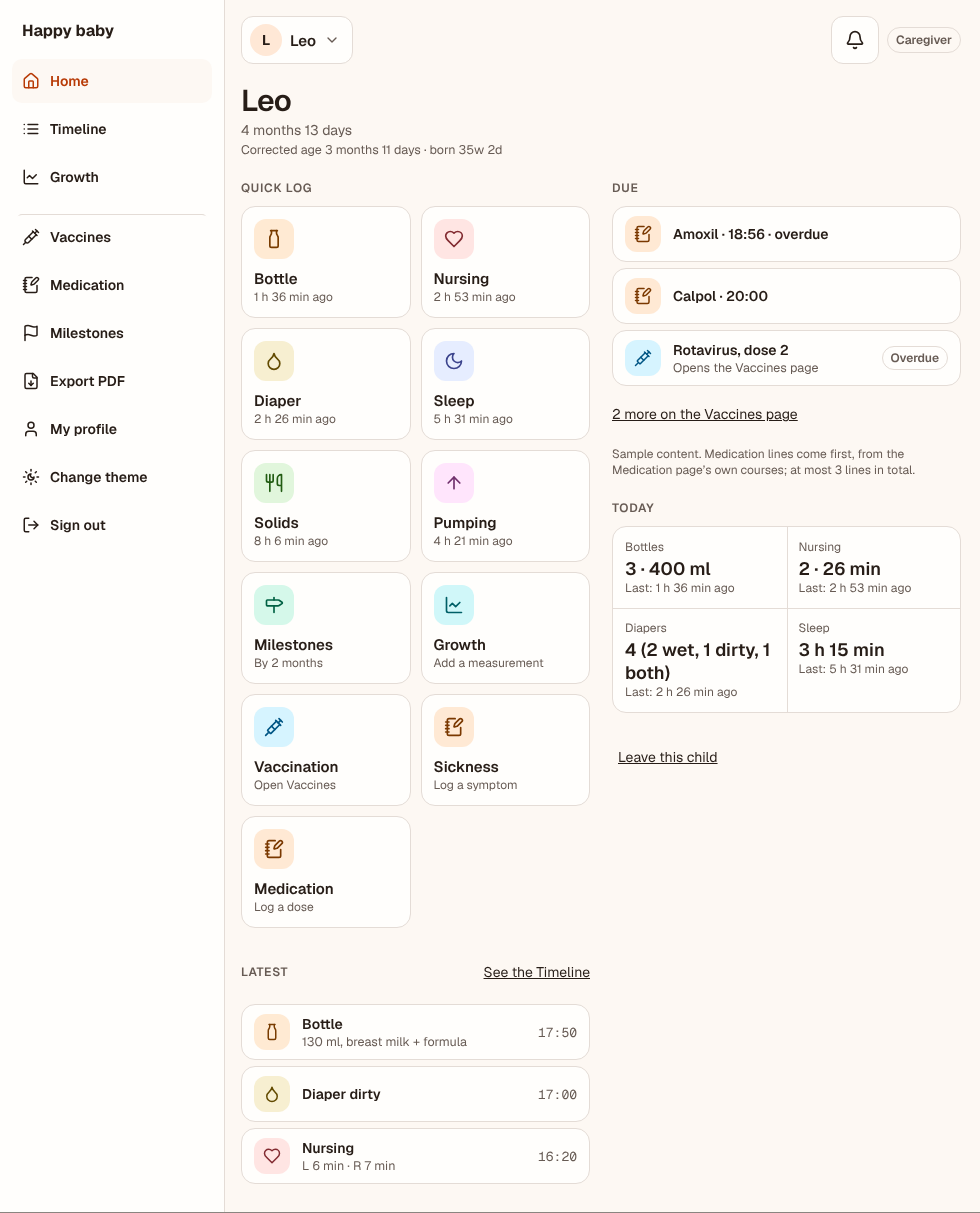 Happy baby
Home
Timeline
Growth
Vaccines
Medication
Milestones
Export PDF
My profile
Change theme
Sign out
L Leo
Caregiver
Leo
4 months 13 days
Corrected age 3 months 11 days · born 35w 2d
QUICK LOG
Bottle
1 h 36 min ago
Nursing
2 h 53 min ago
Diaper
2 h 26 min ago
Sleep
5 h 31 min ago
Solids
8 h 6 min ago
Pumping
4 h 21 min ago
Milestones
By 2 months
Growth
Add a measurement
Vaccination
Open Vaccines
Sickness
Log a symptom
Medication
Log a dose
LATEST
See the Timeline
Bottle
130 ml, breast milk + formula
17:50
Diaper dirty
17:00
Nursing
L 6 min · R 7 min
16:20
DUE
Amoxil · 18:56 · overdue
Calpol · 20:00
Rotavirus, dose 2
Opens the Vaccines page
Overdue
2 more on the Vaccines page
Sample content. Medication lines come first, from the
Medication page's own courses; at most 3 lines in total.
TODAY
Bottles
3 · 400 ml
Last: 1 h 36 min ago
Nursing
2 · 26 min
Last: 2 h 53 min ago
Diapers
4 (2 wet, 1 dirty, 1
both)
Last: 2 h 26 min ago
Sleep
3 h 15 min
Last: 5 h 31 min ago
Leave this child